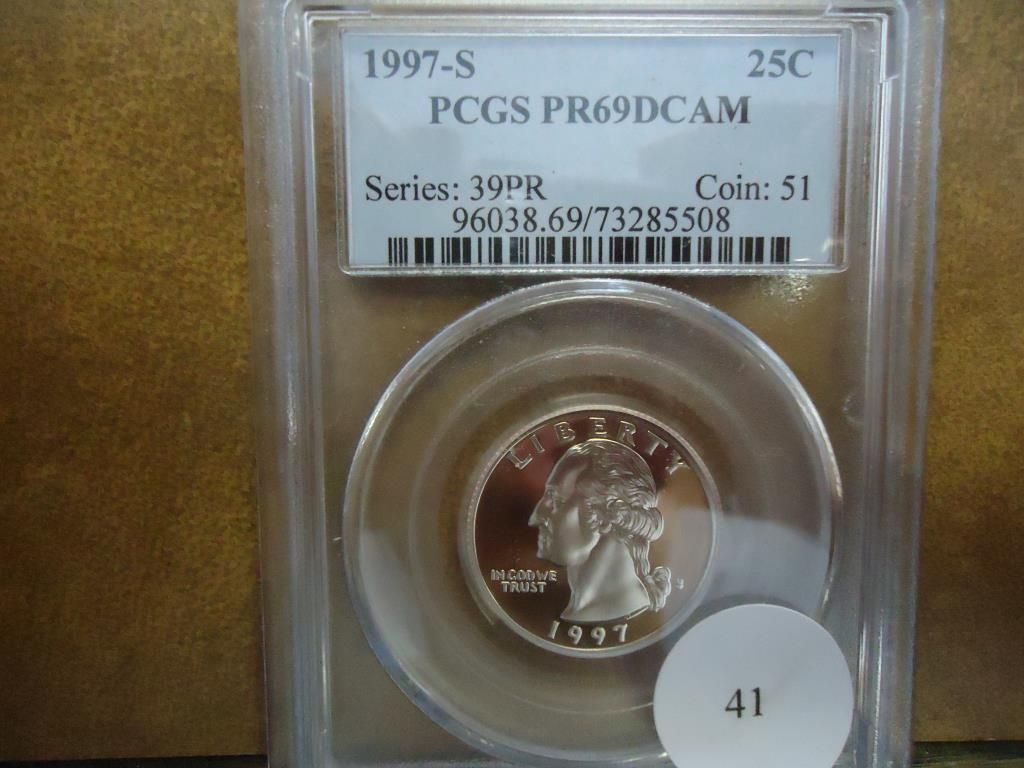 1997-S 25C
PCGS PR69DCAM
Series: 39PR Coin: 51
96038.69/73285508
LIBERTY
IN GOD WE
TRUST
S
1997
41